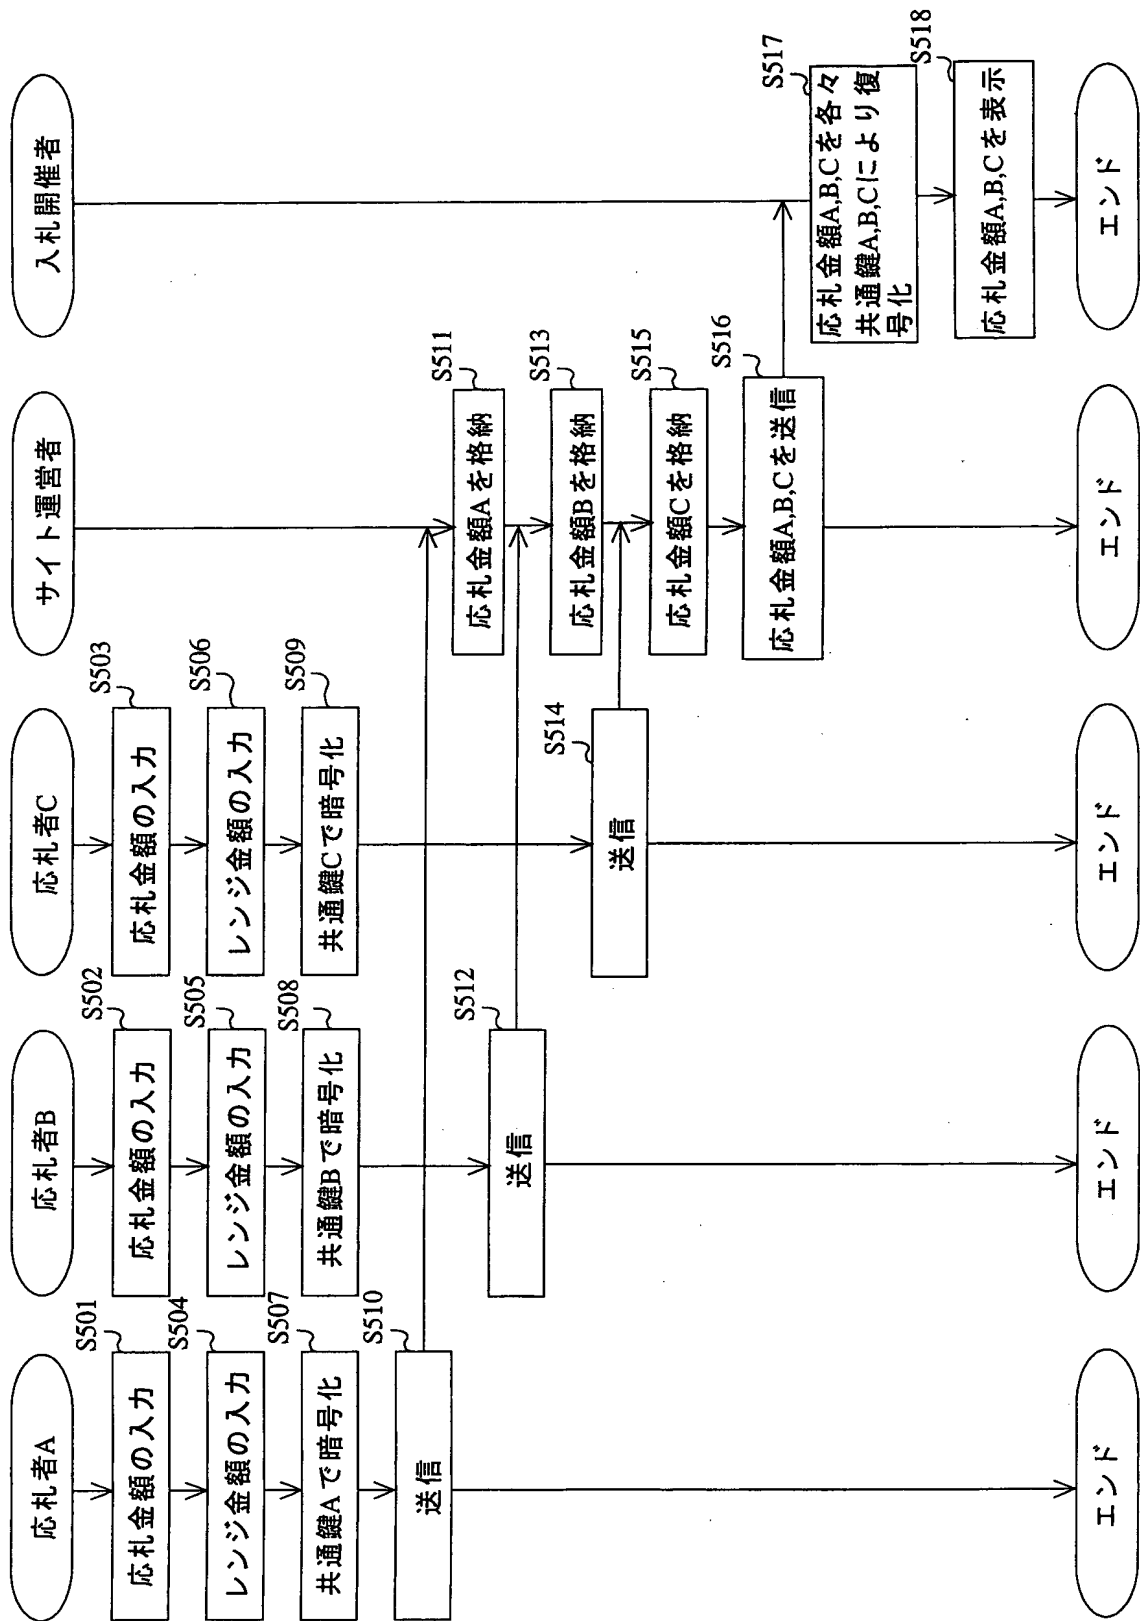 応札者A
応札者B
応札者C
サイト運営者
入札開催者
S501
応札金額の入力
S502
応札金額の入力
S503
応札金額の入力
S504
レンジ金額の入力
S505
レンジ金額の入力
S506
レンジ金額の入力
S507
共通鍵Aで暗号化
S508
共通鍵Bで暗号化
S509
共通鍵Cで暗号化
S510
送信
S511
応札金額Aを格納
S512
送信
S513
応札金額Bを格納
S514
送信
S515
応札金額Cを格納
S516
応札金額A,B,Cを送信
S517
応札金額A,B,Cを各々
共通鍵A,B,Cにより復
号化
S518
応札金額A,B,Cを表示
エンド
エンド
エンド
エンド
エンド